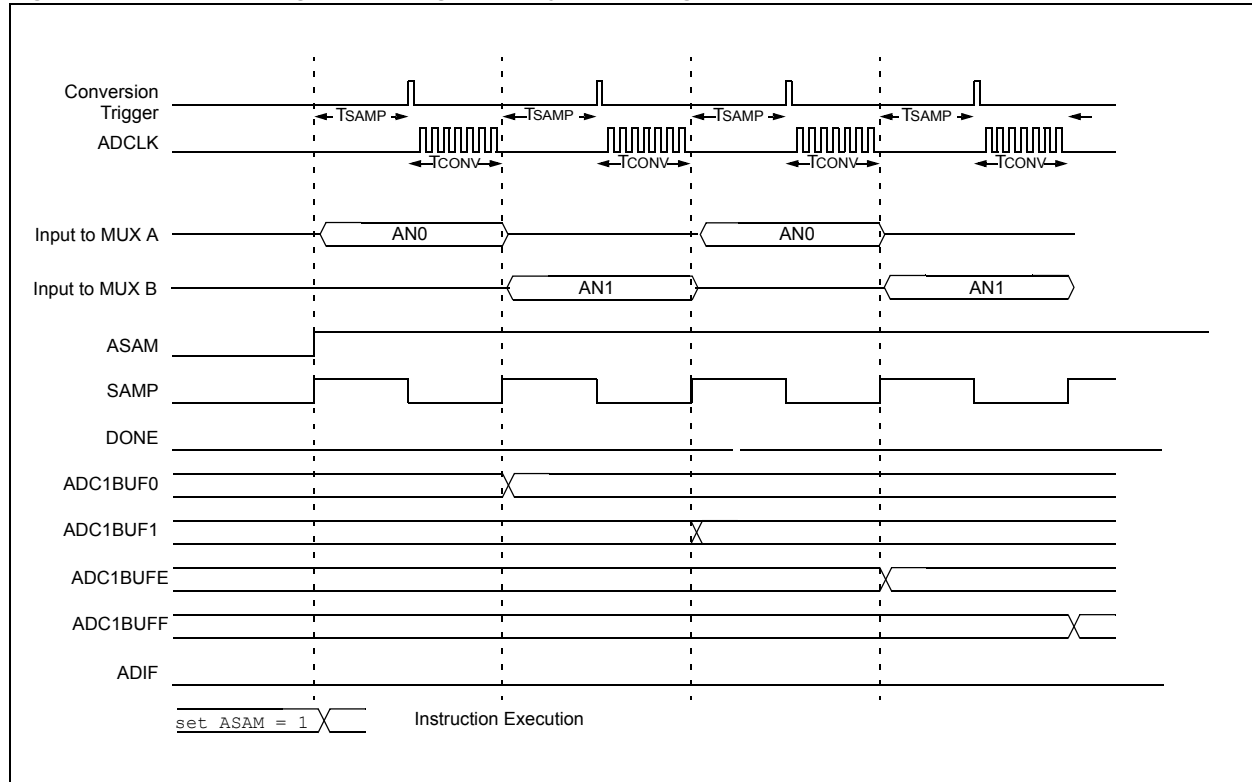 Conversion
Trigger
TSAMP TSAMP TSAMP TSAMP
ADCLK
TCONV TCONV TCONV TCONV
Input to MUX A
AN0 AN0
Input to MUX B
AN1 AN1
ASAM
SAMP
DONE
ADC1BUF0
ADC1BUF1
ADC1BUFE
ADC1BUFF
ADIF
set ASAM = 1 Instruction Execution